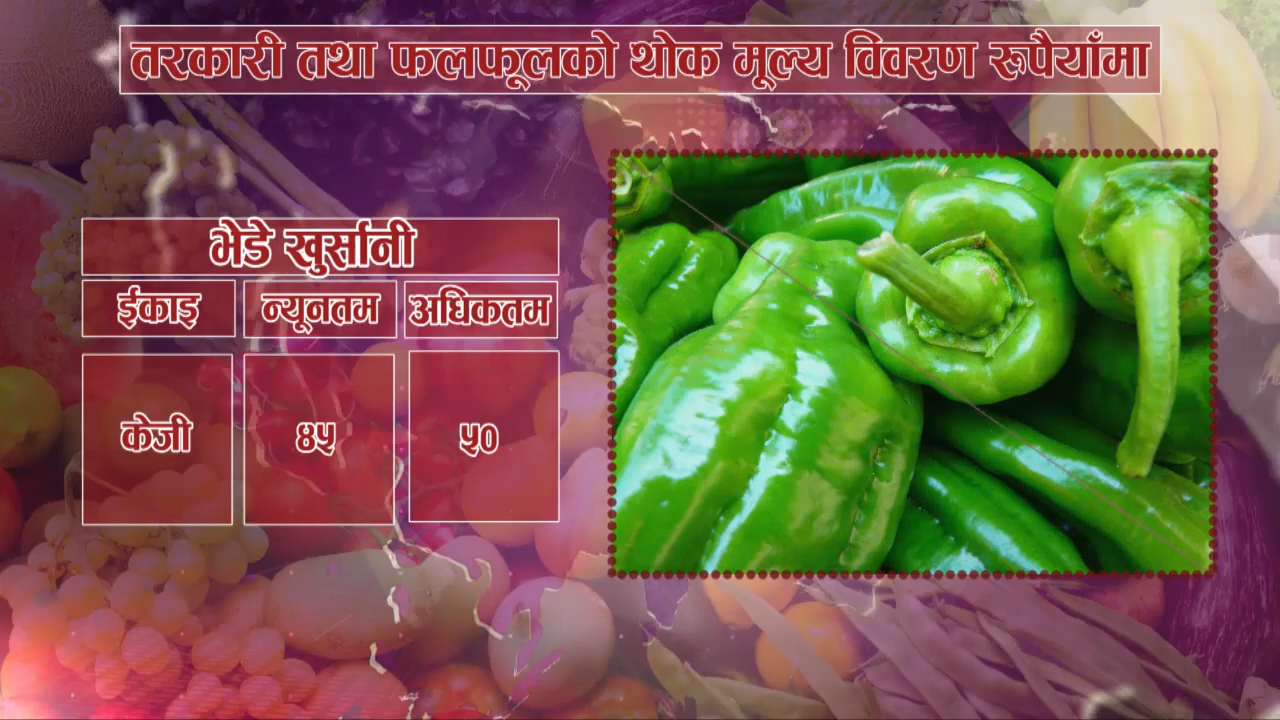 तरकारी तथा फलफूलको थोक मूल्य विवरण रूपैयाँमा
भेडे खुर्सानी
ईकाइ न्यूनतम अधिकतम
केजी ४५ ५०